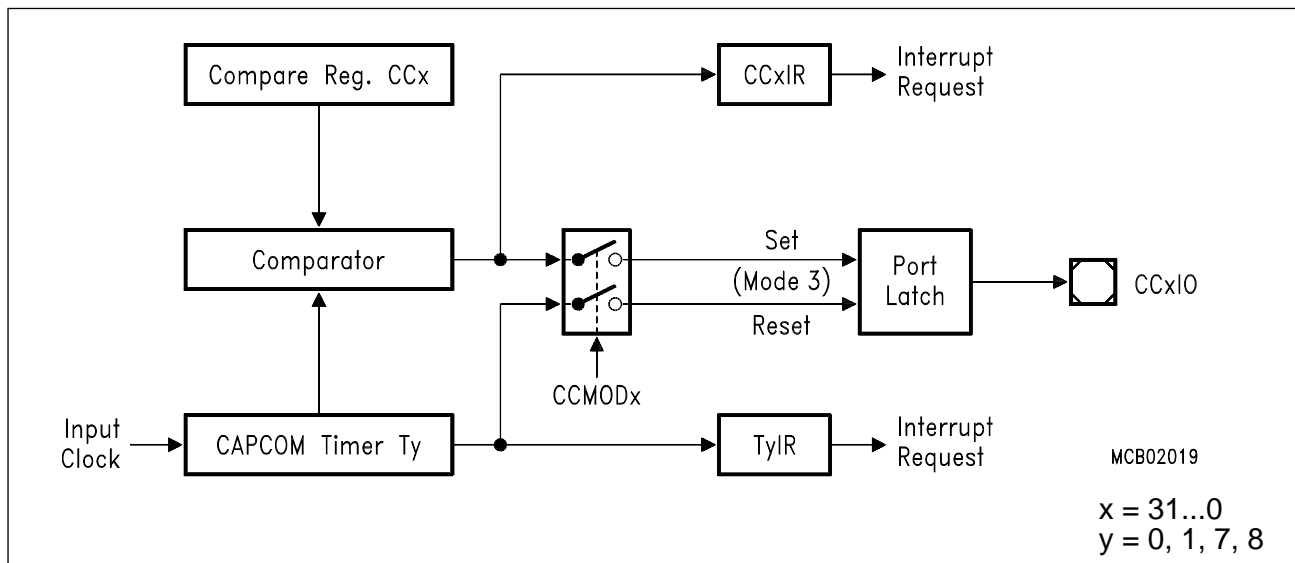 Compare Reg. CCx
CCxIR
Interrupt
Request
Comparator
Set
(Mode 3)
Reset
Port
Latch
CCxIO
CCMODx
Input
Clock
CAPCOM Timer Ty
TyIR
Interrupt
Request
MCB02019
x = 31...0
y = 0, 1, 7, 8